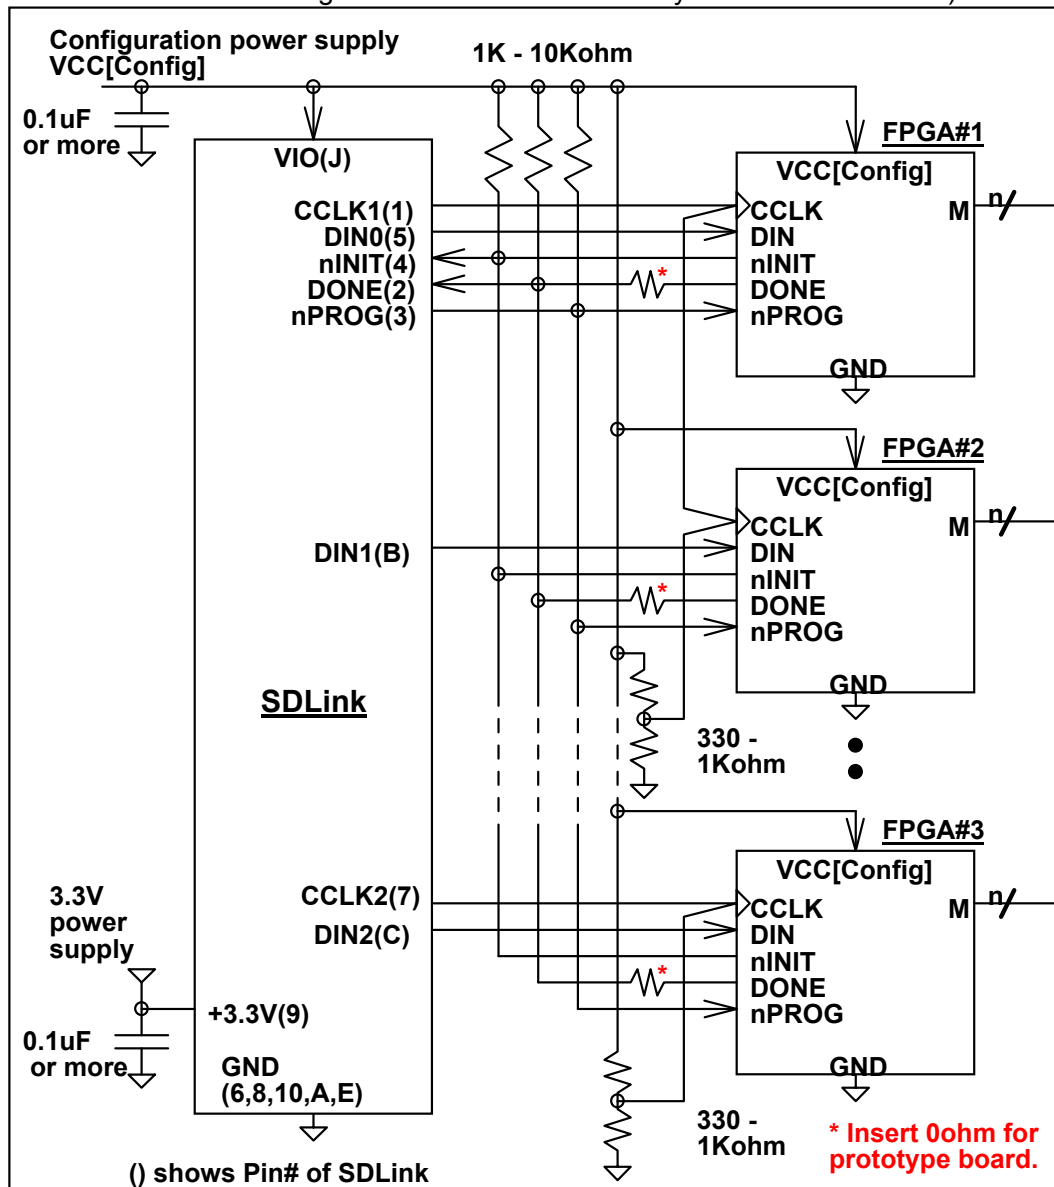 Configuration power supply
VCC[Config]
1K - 10Kohm
0.1uF
or more
VIO(J)
CCLK1(1)
DIN0(5)
nINIT(4)
DONE(2)
nPROG(3)
*
FPGA#1
VCC[Config]
CCLK
DIN
nINIT
DONE
nPROG
M
n
GND
FPGA#2
VCC[Config]
DIN1(B)
*
CCLK
DIN
nINIT
DONE
nPROG
M
n
GND
SDLink
330 -
1Kohm
FPGA#3
VCC[Config]
CCLK2(7)
DIN2(C)
*
CCLK
DIN
nINIT
DONE
nPROG
M
n
GND
3.3V
power
supply
+3.3V(9)
0.1uF
or more
GND
(6,8,10,A,E)
330 -
1Kohm
* Insert 0ohm for
prototype board.
() shows Pin# of SDLink